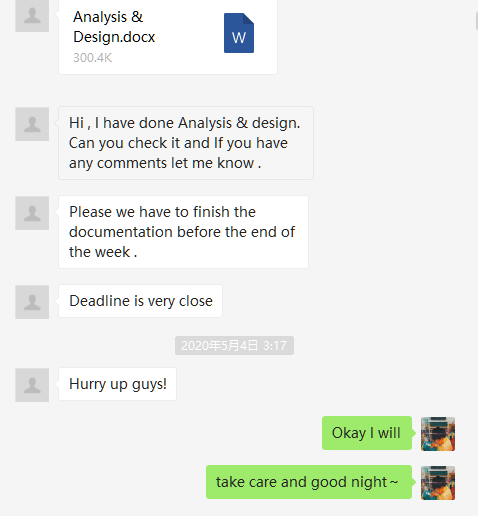 Analysis &
Design.docx
W
300.4K
Hi , I have done Analysis & design.
Can you check it and If you have
any comments let me know .
Please we have to finish the
documentation before the end of
the week .
Deadline is very close
2020年5月4日 3:17
Hurry up guys!
Okay I will
take care and good night~